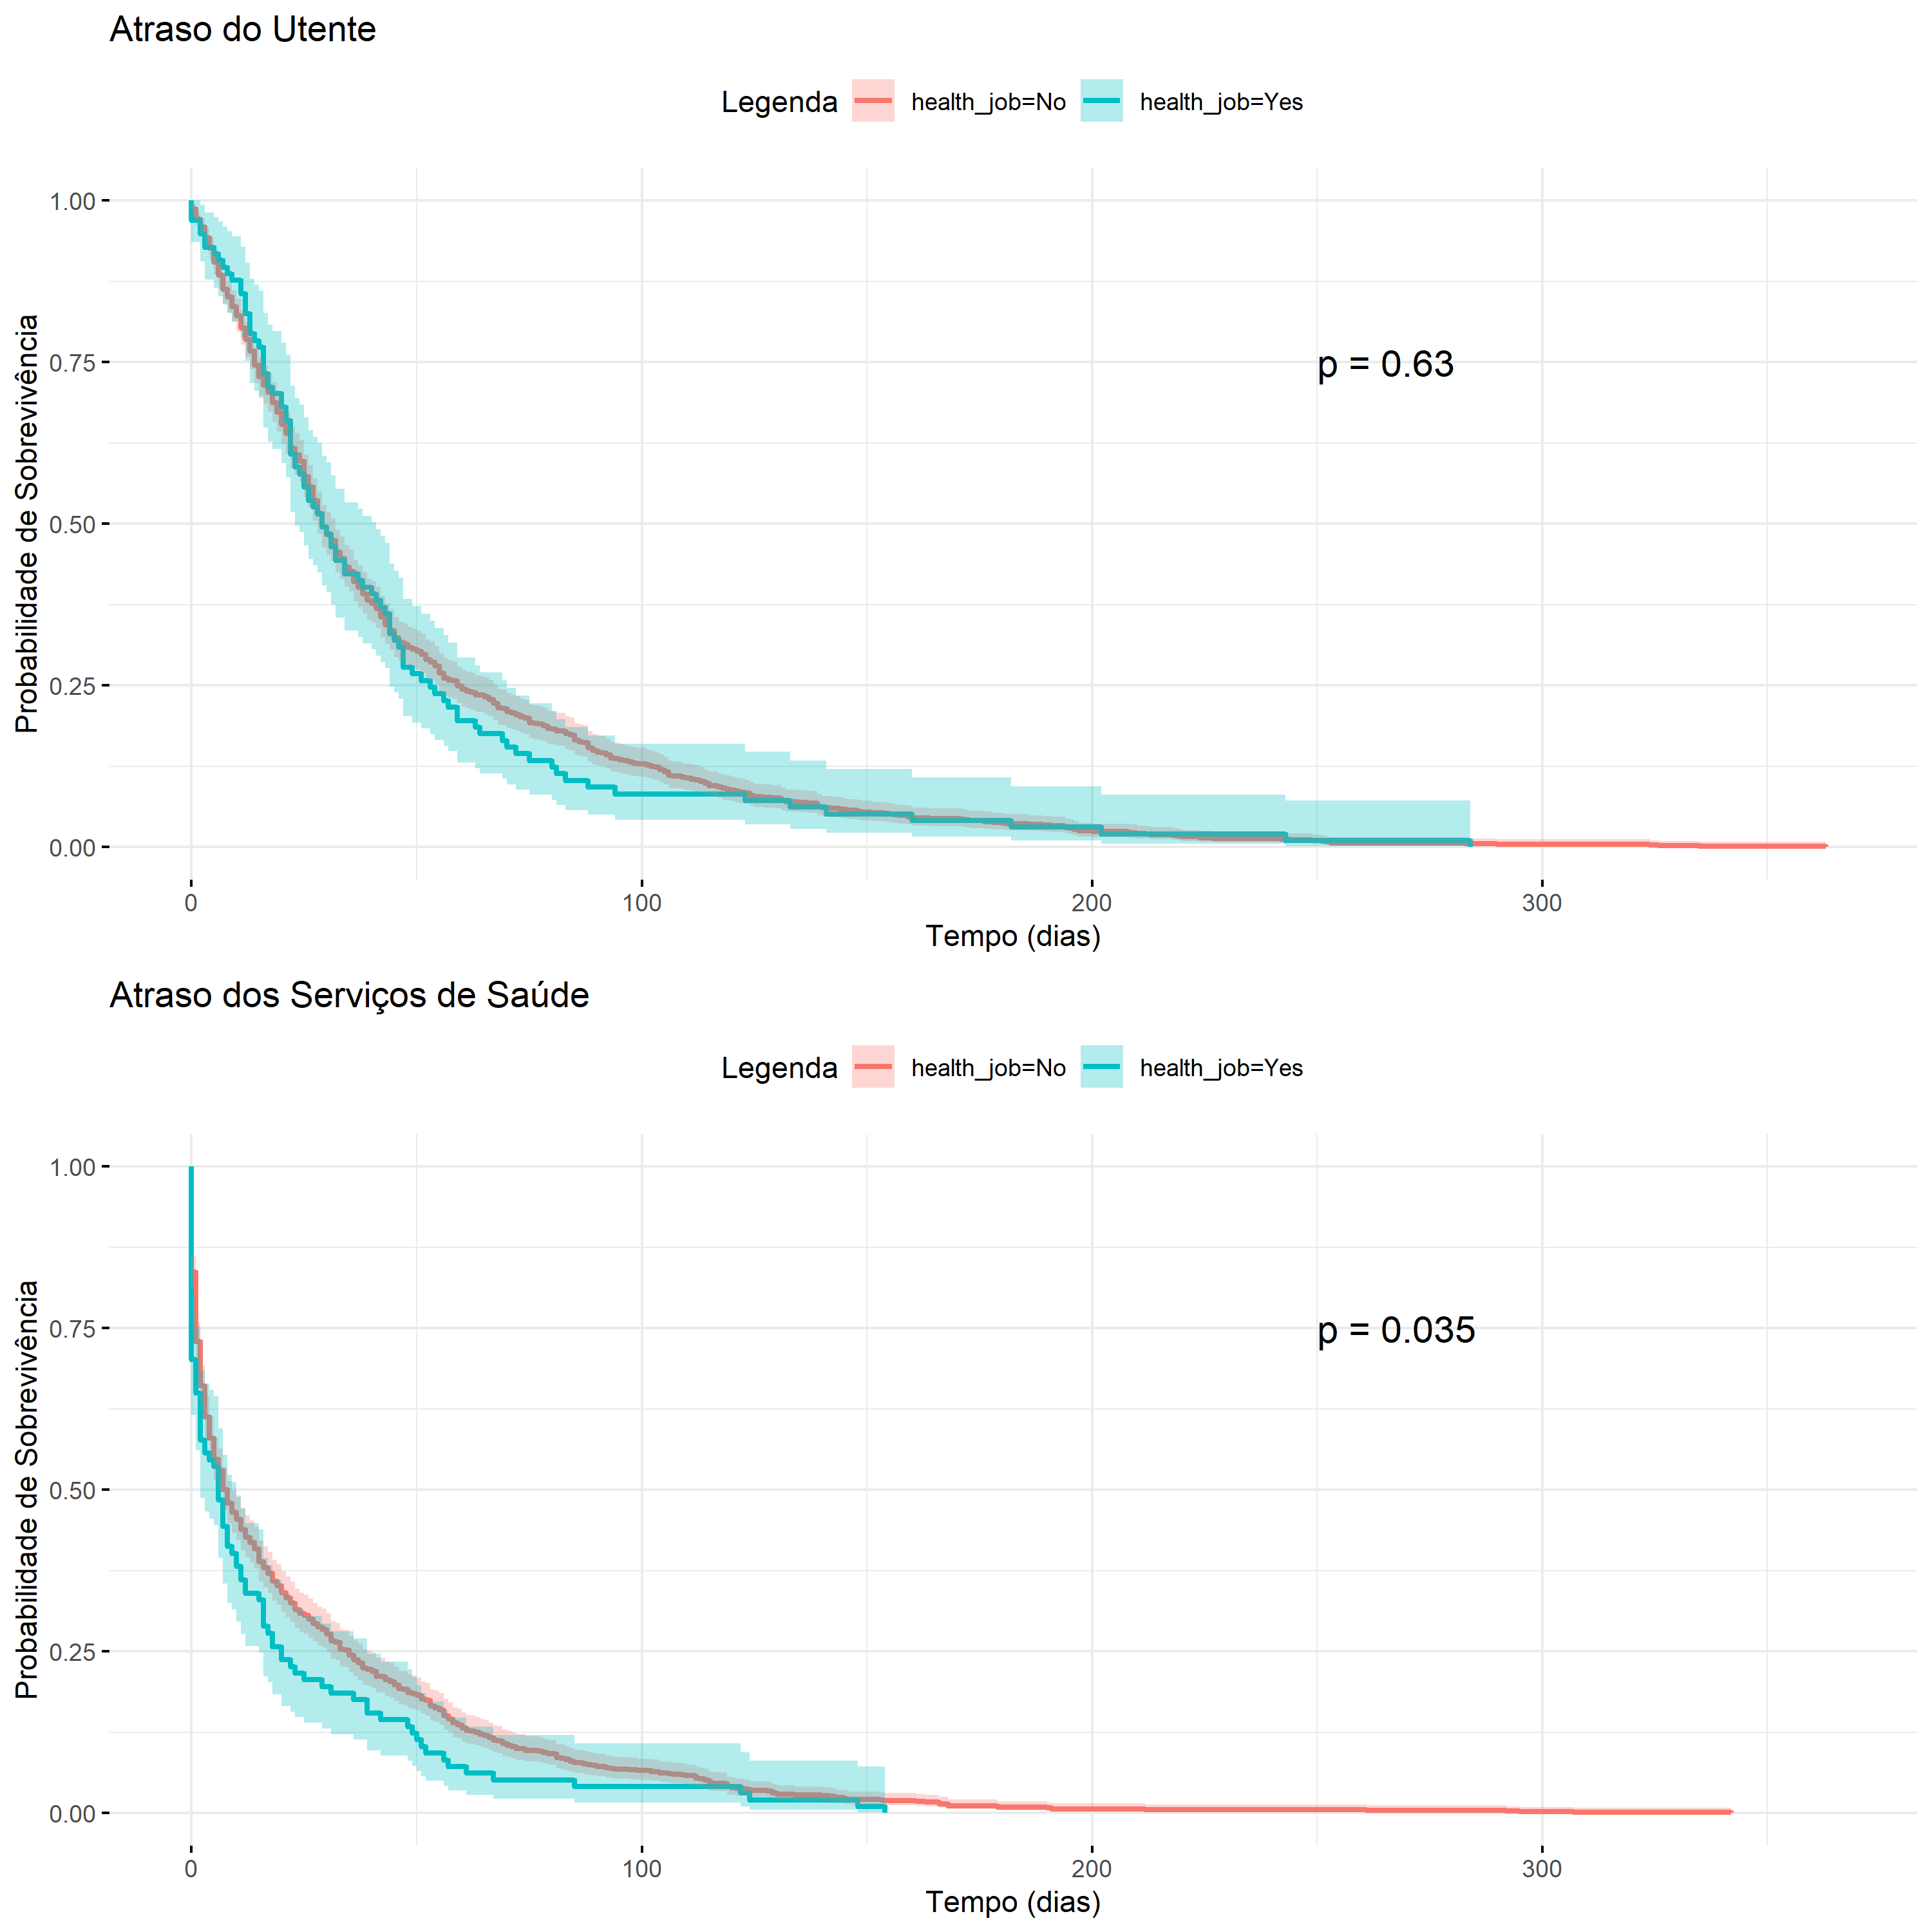 Atraso do Utente
Legenda health_job=No health_job=Yes
1.00
0.75
0.50
0.25
0.00
Probabilidade de Sobrevivência
p = 0.63
0 100 200 300
Tempo (dias)
Atraso dos Serviços de Saúde
Legenda health_job=No health_job=Yes
1.00
0.75
0.50
0.25
0.00
Probabilidade de Sobrevivência
p = 0.035
0 100 200 300
Tempo (dias)